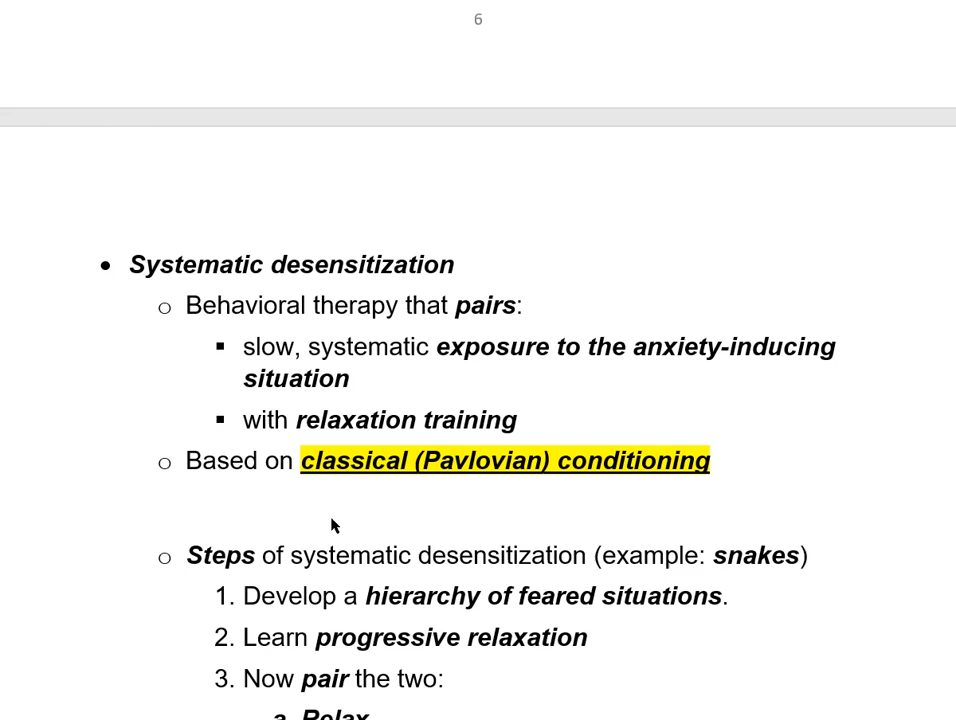 6
• Systematic desensitization
o Behavioral therapy that pairs:
▪ slow, systematic exposure to the anxiety-inducing
situation
▪ with relaxation training
o Based on classical (Pavlovian) conditioning
o Steps of systematic desensitization (example: snakes)
1. Develop a hierarchy of feared situations.
2. Learn progressive relaxation
3. Now pair the two:
a. Relax